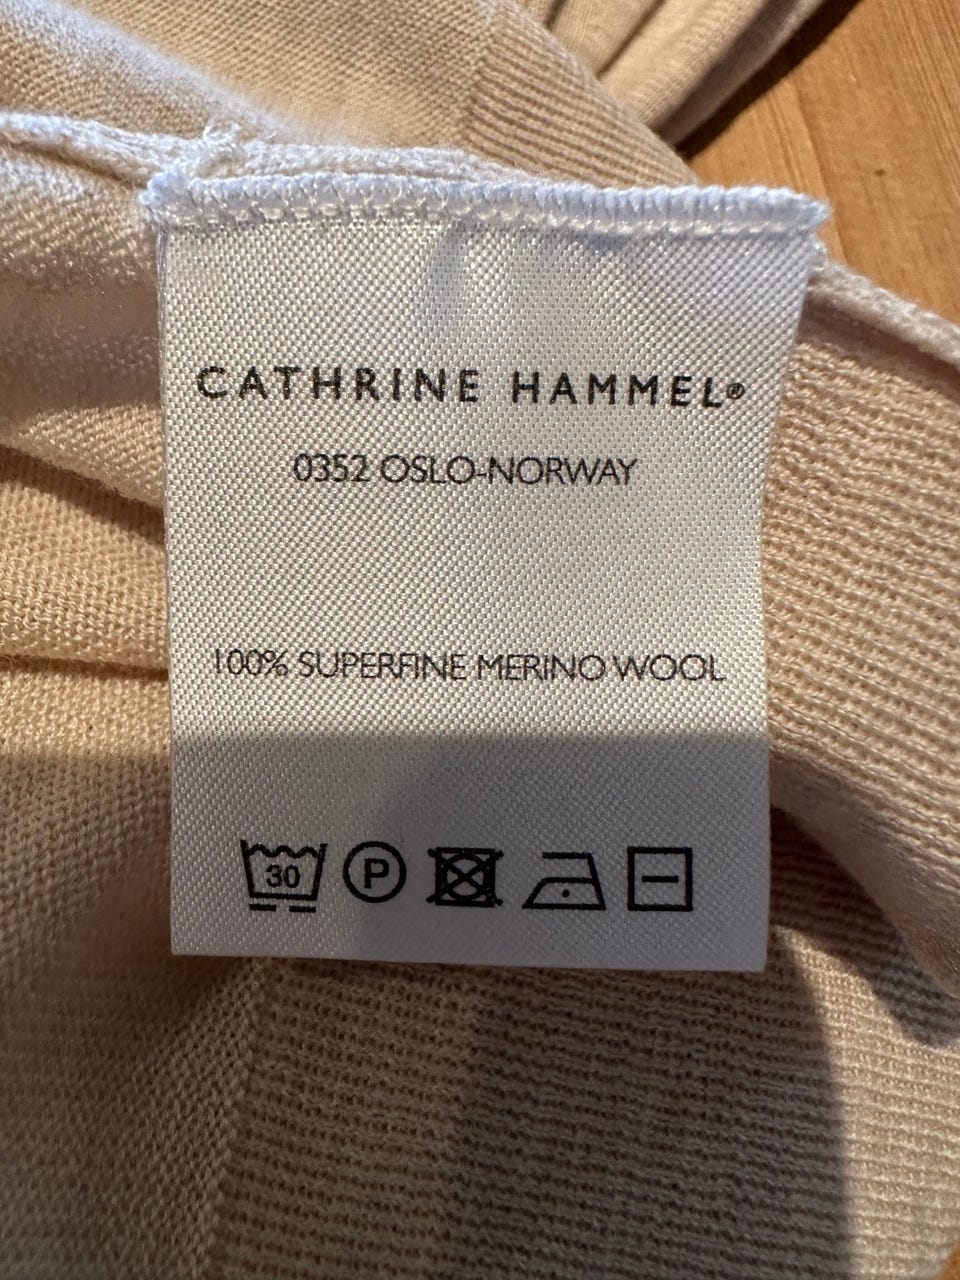 CATHRINE HAMMEL®
0352 OSLO-NORWAY
100% SUPERFINE MERINO WOOL
30 P